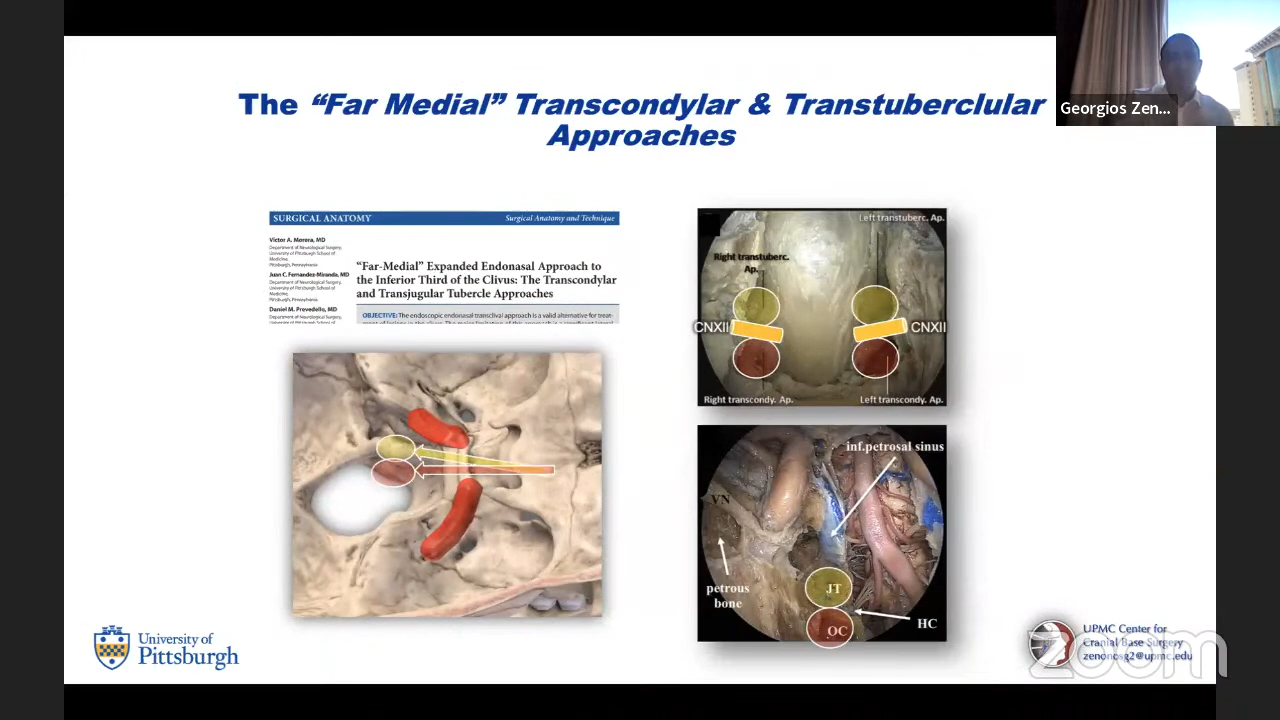 The “Far Medial” Transcondylar & Transtuberclular
Approaches
Georgios Zen...
SURGICAL ANATOMY
Surgical Anatomy and Technique
Victor A. Morera, MD
Department of Neurological Surgery,
University of Pittsburgh School of
Medicine,
Pittsburgh, Pennsylvania
Juan C. Fernandez-Miranda, MD
Department of Neurological Surgery,
University of Pittsburgh School of
Medicine,
Pittsburgh, Pennsylvania
Daniel M. Prevedello, MD
Department of Neurological Surgery,
University of Pittsburgh School of
“Far-Medial” Expanded Endonasal Approach to
the Inferior Third of the Clivus: The Transcondylar
and Transjugular Tubercle Approaches
OBJECTIVE: The endoscopic endonasal transclival approach is a valid alternative for treat-
Left transtuberc. Ap.
Right transtuberc.
Ap.
CNXII
CNXII
Right transcondy. Ap.
Left transcondy. Ap.
inf.petrosal sinus
VN
petrous
bone
JT
OC
HC
University of
Pittsburgh
UPMC Center for
Cranial Base Surgery
zenonosg2@upmc.edu
zoom